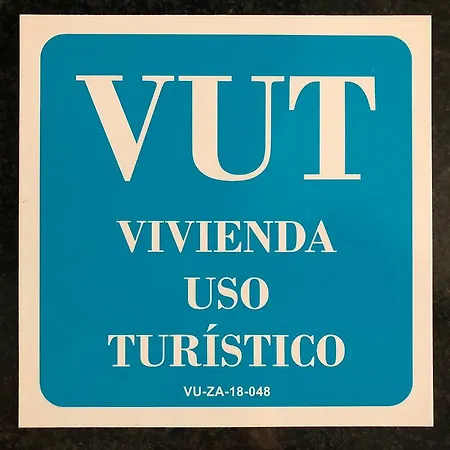 VUT
VIVIENDA
USO
TURÍSTICO
VU-ZA-18-048